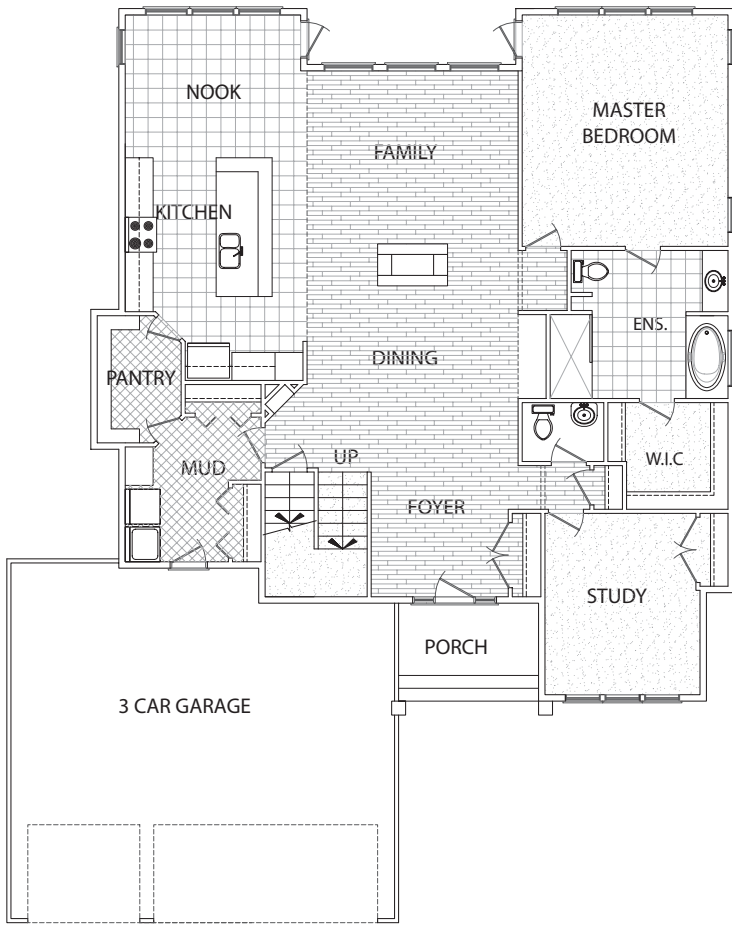 NOOK
MASTER
BEDROOM
FAMILY
KITCHEN
ENS.
DINING
PANTRY
UP
W.I.C
MUD
FOYER
STUDY
PORCH
3 CAR GARAGE